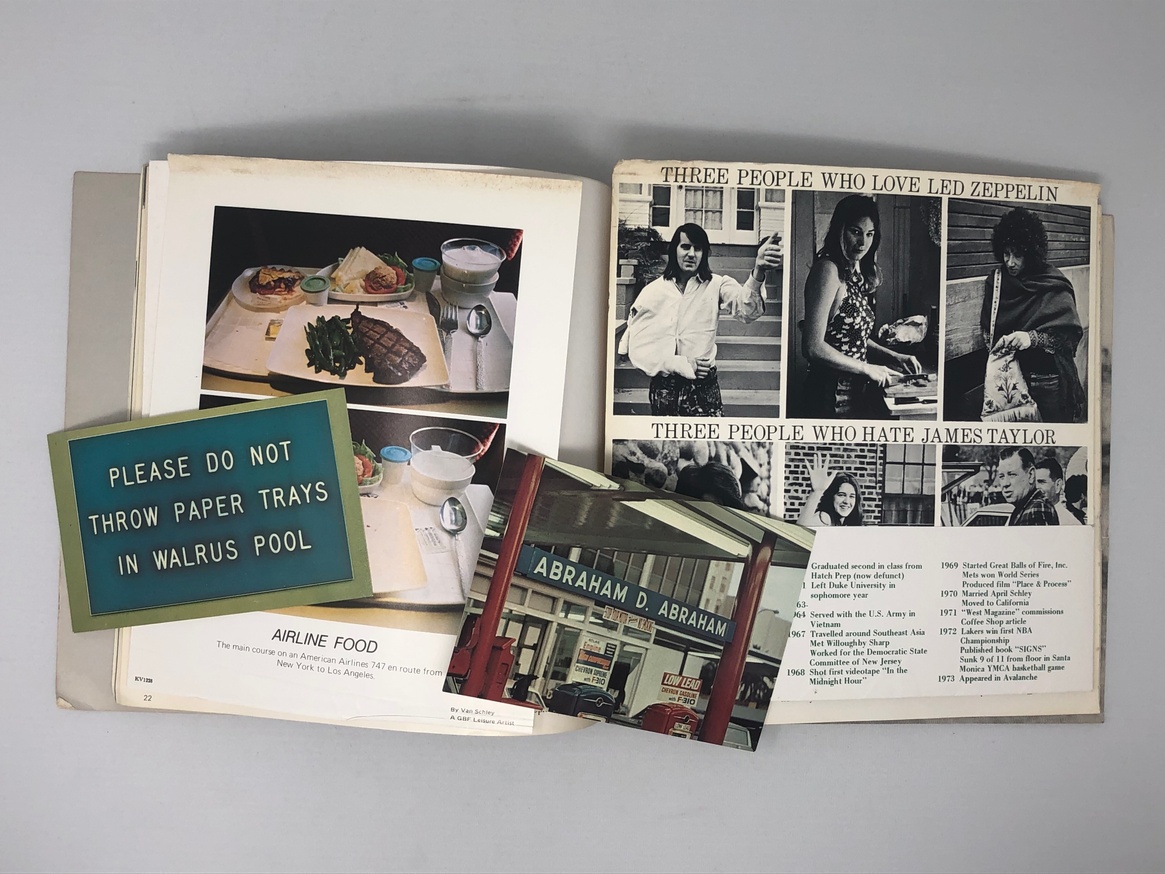 THREE PEOPLE WHO LOVE LED ZEPPELIN
THREE PEOPLE WHO HATE JAMES TAYLOR
PLEASE DO NOT
THROW PAPER TRAYS
IN WALRUS POOL
ABRAHAM D. ABRAHAM
CHEVRON SUPREME
WITH F-310
LOW LEAD
CHEVRON GASOLINE
WITH F-310
AIRLINE FOOD
The main course on an American Airlines 747 en route from
New York to Los Angeles.
KV1228
22
By Van Schley
A GBF Leisure Artist
Graduated second in class from
Hatch Prep (now defunct)
1 Left Duke University in
sophomore year
63-
964 Served with the U.S. Army in
Vietnam
1967 Travelled around Southeast Asia
Met Willoughby Sharp
Worked for the Democratic State
Committee of New Jersey
1968 Shot first videotape "In the
Midnight Hour"
1969 Started Great Balls of Fire, Inc.
Mets won World Series
Produced film "Place & Process"
1970 Married April Schley
Moved to California
1971 "West Magazine" commissions
Coffee Shop article
1972 Lakers win first NBA
Championship
Published book "SIGNS"
Sunk 9 of 11 from floor in Santa
Monica YMCA basketball game
1973 Appeared in Avalanche